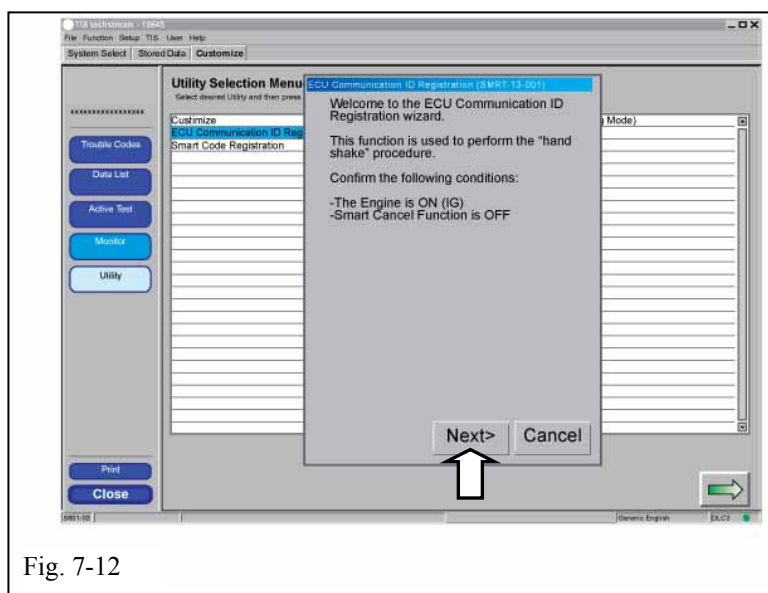 TIS techstream - 19645
File Function Setup TIS User Help
System Select Stored Data Customize
Utility Selection Menu
Select desired Utility and then press
xxxxxxxxxxxxxxxxx
Trouble Codes
Data List
Active Test
Monitor
Utility
Print
Close
Custimize
ECU Communication ID Reg
Smart Code Registration
Mode)
ECU Communication ID Registration (SMRT-13-001)
Welcome to the ECU Communication ID
Registration wizard.
This function is used to perform the "hand
shake" procedure.
Confirm the following conditions:
-The Engine is ON (IG)
-Smart Cancel Function is OFF
Next> Cancel
Generic English DLC3
Fig. 7-12